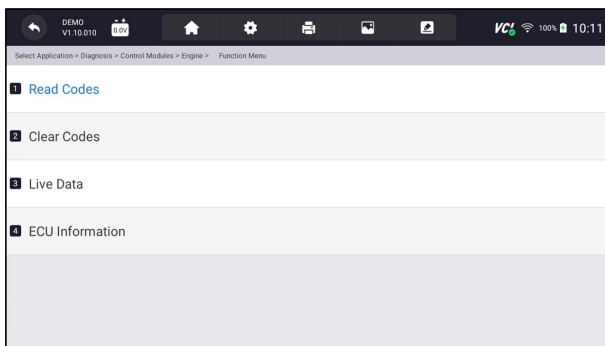 DEMO
V1.10.010
0.0V
VCI
100%
10:11
Select Application > Diagnosis > Control Modules > Engine > Function Menu
1 Read Codes
2 Clear Codes
3 Live Data
4 ECU Information